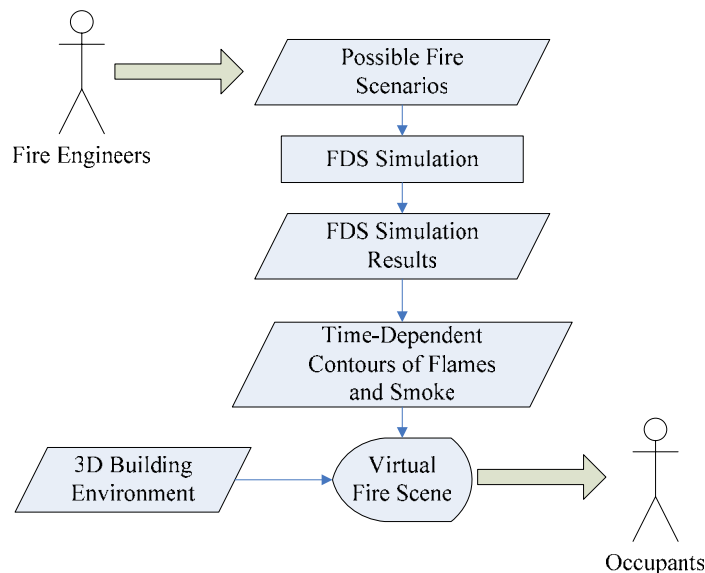 Possible Fire
Scenarios
Fire Engineers
FDS Simulation
FDS Simulation
Results
Time-Dependent
Contours of Flames
and Smoke
3D Building
Environment
Virtual
Fire Scene
Occupants